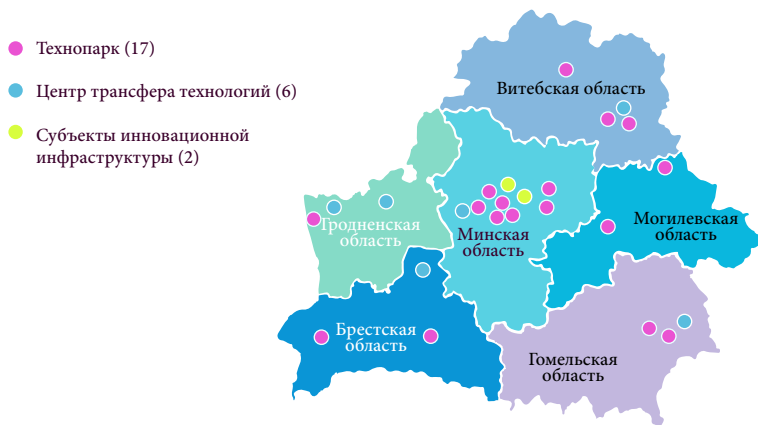 Технопарк (17)
Центр трансфера технологий (6)
Субъекты инновационной
инфраструктуры (2)
Витебская область
Гродненская
область
Минская
область
Могилевская
область
Брестская
область
Гомельская
область